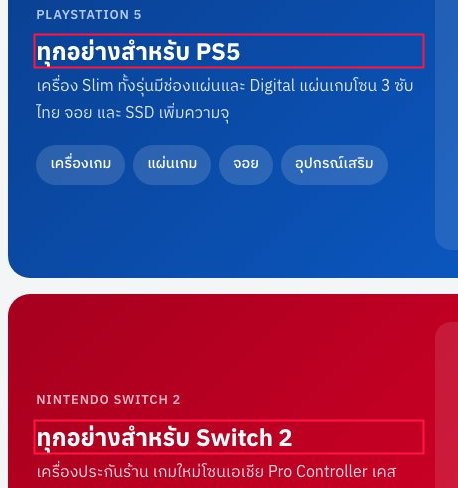 PLAYSTATION 5
ทุกอย่างสำหรับ PS5
เครื่อง Slim ทั้งรุ่นมีช่องแผ่นและ Digital แผ่นเกมโซน 3 ซับ
ไทย จอย และ SSD เพิ่มความจุ
เครื่องเกม แผ่นเกม จอย อุปกรณ์เสริม
NINTENDO SWITCH 2
ทุกอย่างสำหรับ Switch 2
เครื่องประกันร้าน เกมใหม่โซนเอเชีย Pro Controller เคส